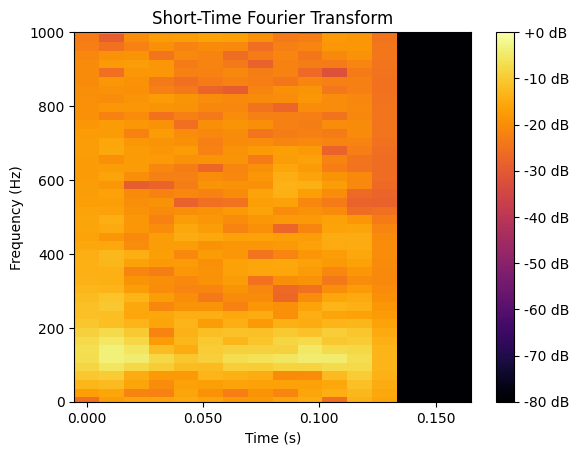 Short-Time Fourier Transform
1000
800
600
400
200
0
Frequency (Hz)
0.000
0.050
0.100
0.150
Time (s)
+0 dB
-10 dB
-20 dB
-30 dB
-40 dB
-50 dB
-60 dB
-70 dB
-80 dB